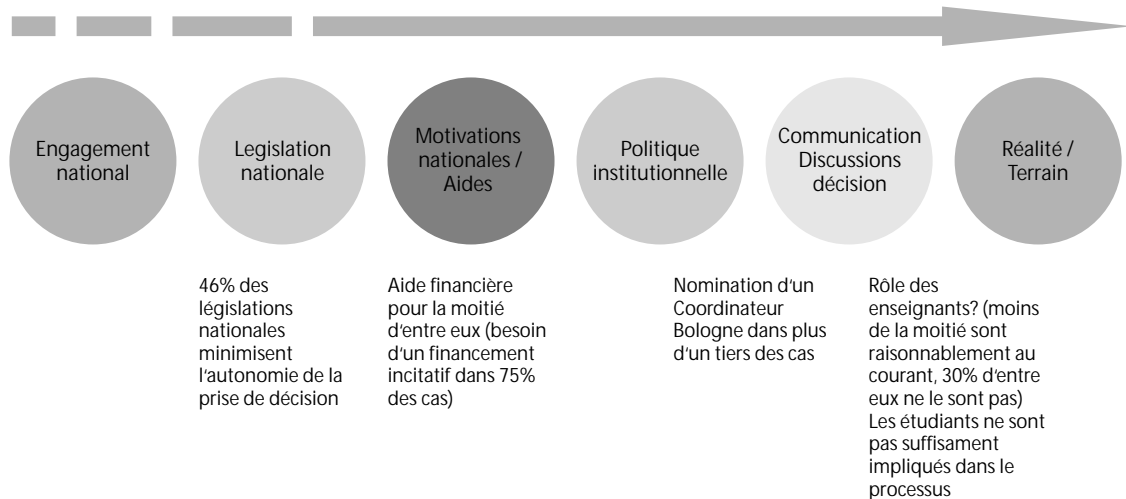 Engagement
national
Legislation
nationale
Motivations
nationales /
Aides
Politique
institutionnelle
Communication
Discussions
décision
Réalité /
Terrain
46% des
législations
nationales
minimisent
l'autonomie de la
prise de décision
Aide financière
pour la moitié
d'entre eux (besoin
d'un financement
incitatif dans 75%
des cas)
Nomination d'un
Coordinateur
Bologne dans plus
d'un tiers des cas
Rôle des
enseignants? (moins
de la moitié sont
raisonnablement au
courant, 30% d'entre
eux ne le sont pas)
Les étudiants ne sont
pas suffisament
impliqués dans le
processus